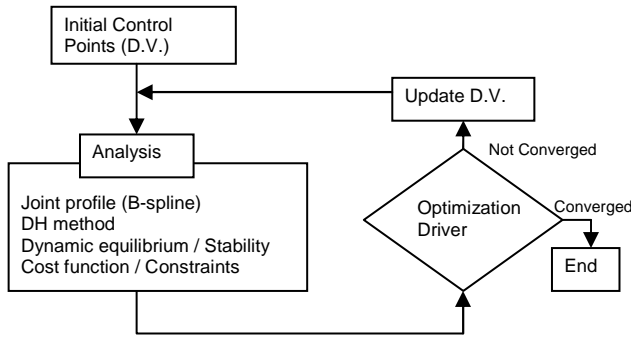 Initial Control
Points (D.V.)
Update D.V.
Analysis
Not Converged
Joint profile (B-spline)
DH method
Dynamic equilibrium / Stability
Cost function / Constraints
Optimization
Driver
Converged
End